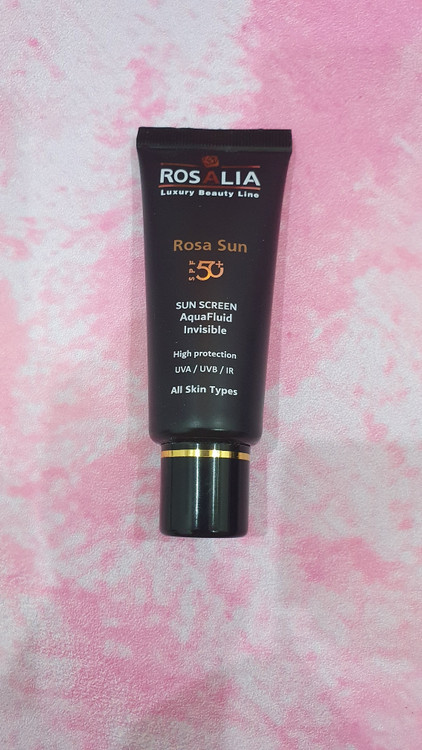 ROSALIA
Luxury Beauty Line
Rosa Sun
SPF 50+
SUN SCREEN
AquaFluid
Invisible
High protection
UVA / UVB / IR
All Skin Types